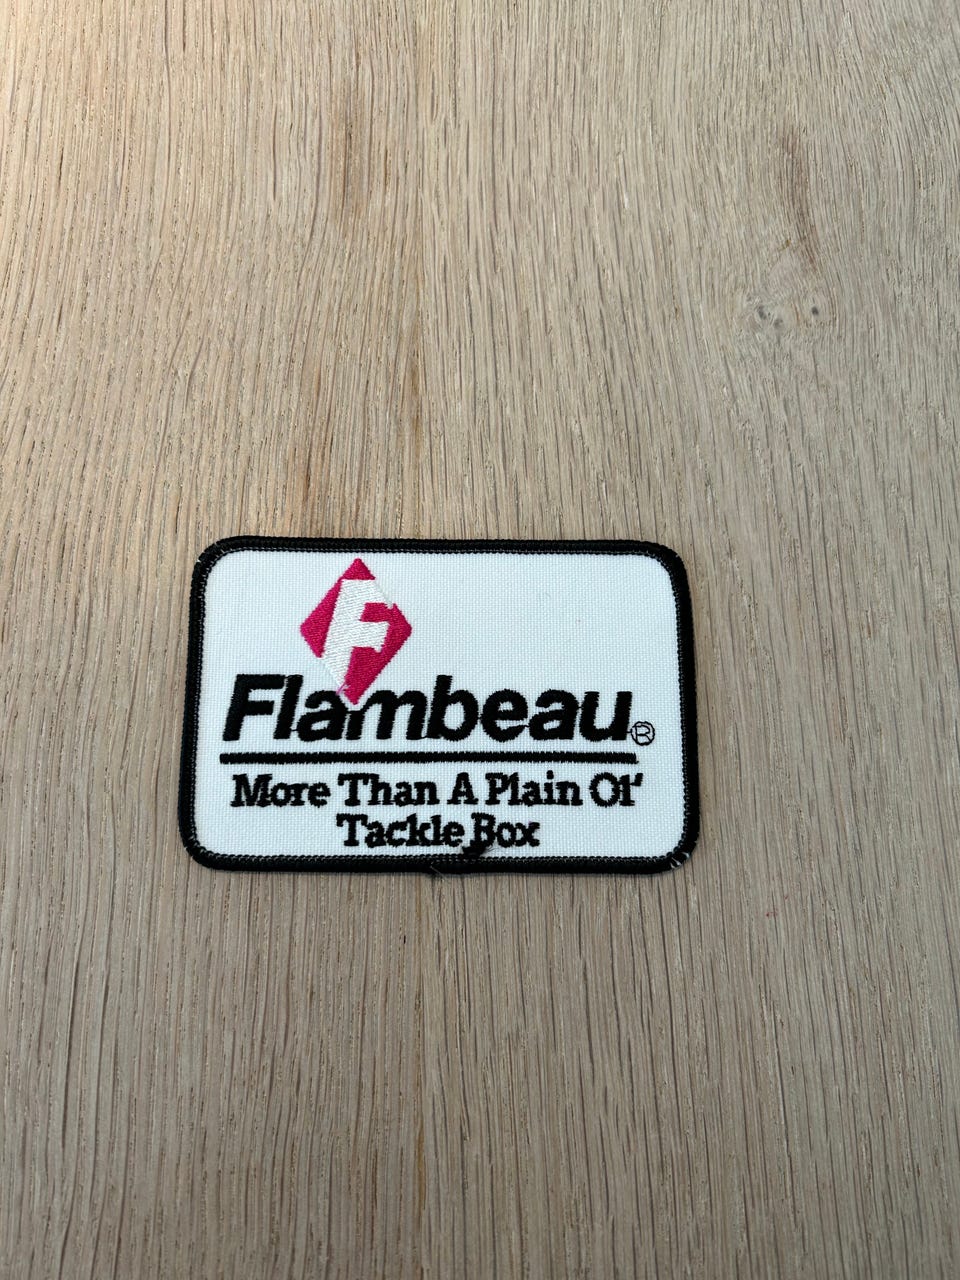 F
Flambeau®
More Than A Plain Ol'
Tackle Box